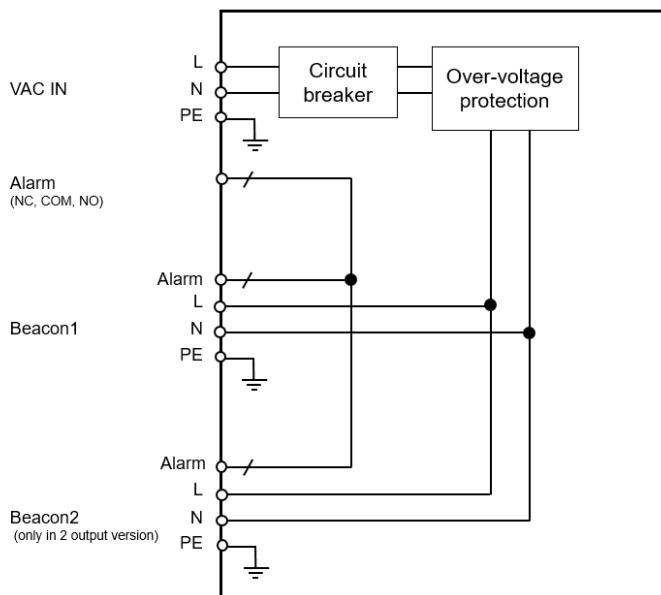 VAC IN
L
N
PE
Circuit
breaker
Over-voltage
protection
Alarm
(NC, COM, NO)
Beacon1
Alarm
L
N
PE
Beacon2
(only in 2 output version)
Alarm
L
N
PE